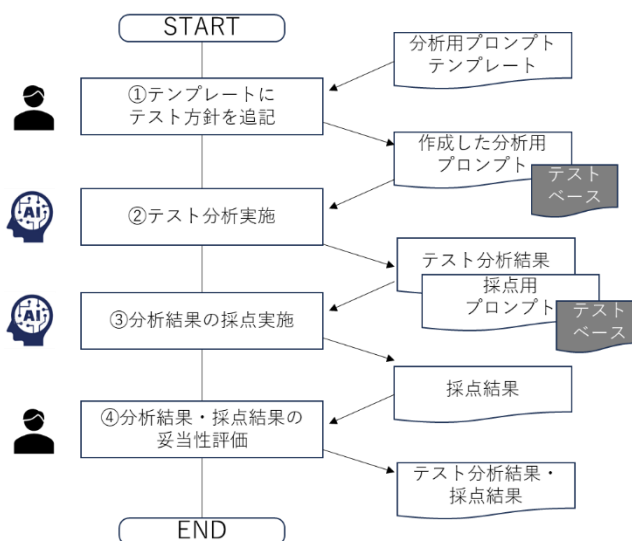 START
分析用プロンプト
テンプレート
①テンプレートに
テスト方針を追記
作成した分析用
プロンプト
テスト
ベース
AI
②テスト分析実施
テスト分析結果
採点用
プロンプト
テスト
ベース
AI
③分析結果の採点実施
採点結果
④分析結果・採点結果の
妥当性評価
テスト分析結果・
採点結果
END